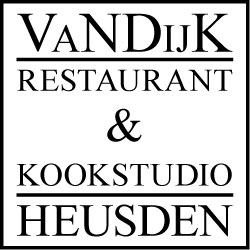 VaNDijK
RESTAURANT
&
KOOKSTUDIO
HEUSDEN